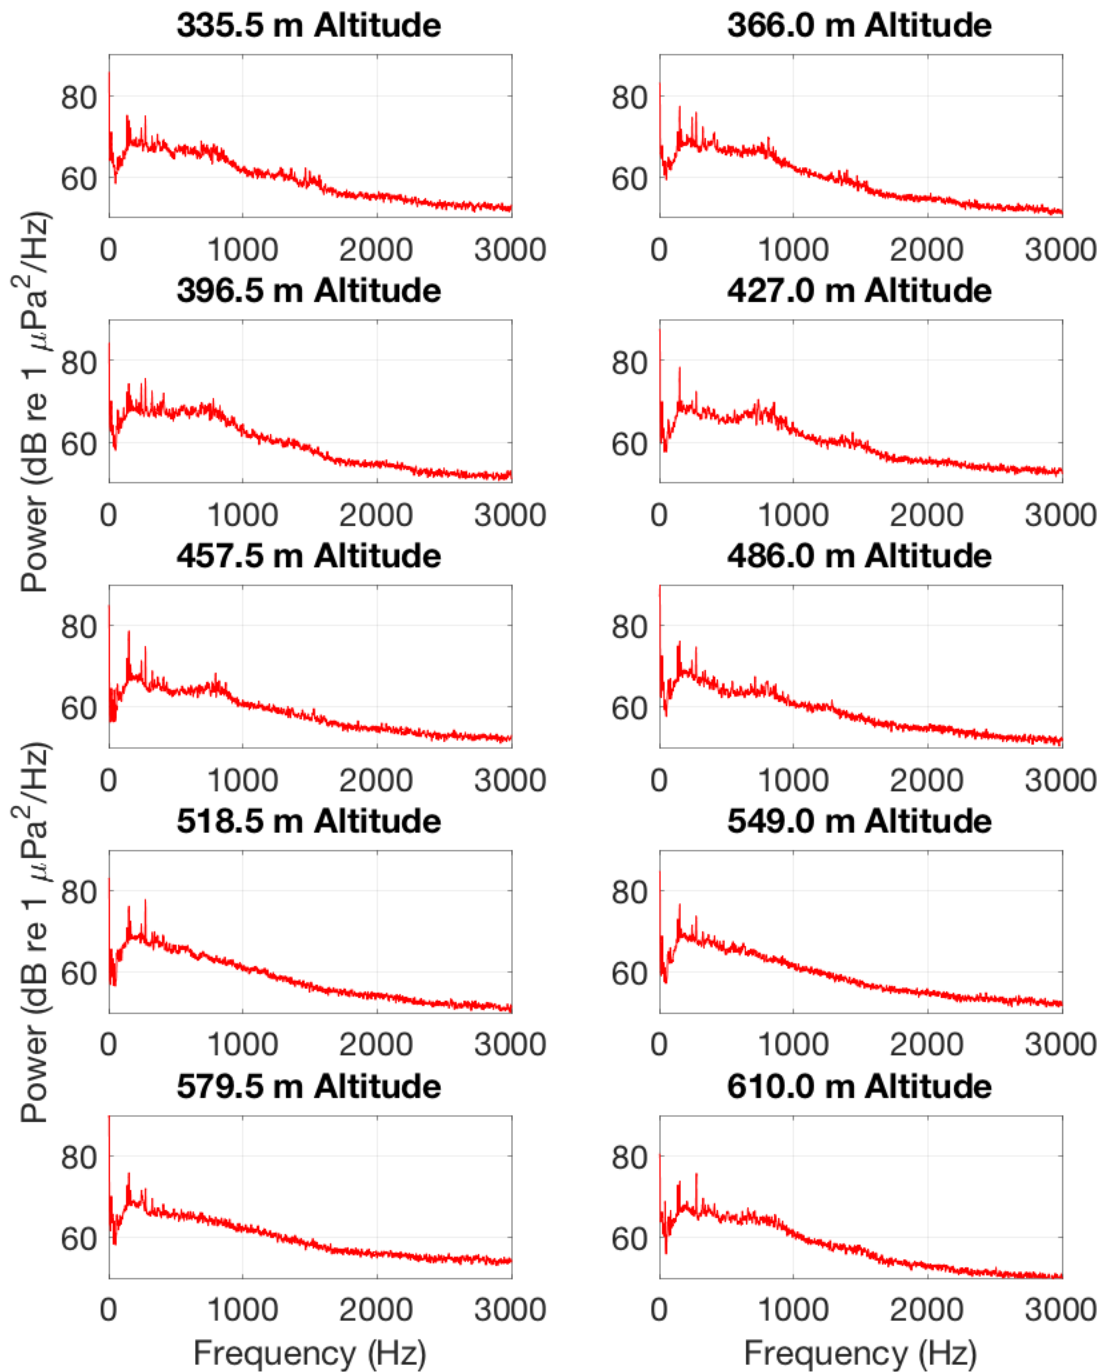 335.5 m Altitude
366.0 m Altitude
80
60
0 1000 2000 3000
80
60
0 1000 2000 3000
396.5 m Altitude
427.0 m Altitude
80
60
0 1000 2000 3000
80
60
0 1000 2000 3000
Power (dB re 1 μPa²/Hz)
457.5 m Altitude
486.0 m Altitude
80
60
0 1000 2000 3000
80
60
0 1000 2000 3000
518.5 m Altitude
549.0 m Altitude
80
60
0 1000 2000 3000
80
60
0 1000 2000 3000
Power (dB re 1 μPa²/Hz)
579.5 m Altitude
610.0 m Altitude
80
60
0 1000 2000 3000
80
60
0 1000 2000 3000
Frequency (Hz)
Frequency (Hz)